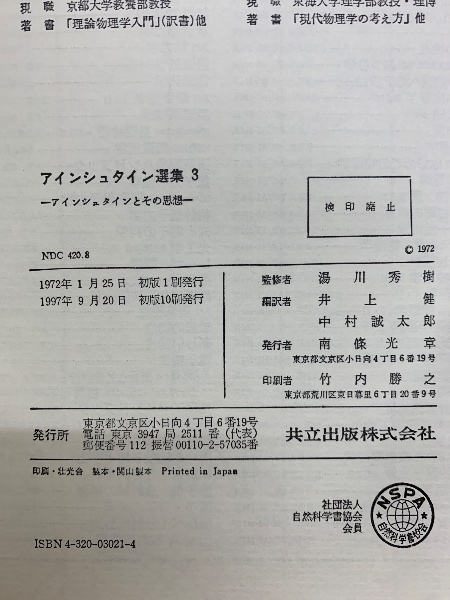 現職 京都大学教養部教授
著書 「理論物理学入門」(訳書)他
現職 東海大学理学部教授・理博
著書 「現代物理学の考え方」他
アインシュタイン選集 3
―アインシュタインとその思想―
検印廃止
NDC 420.8
© 1972
1972年 1月25日 初版1刷発行
1997年 9月20日 初版10刷発行
監修者 湯川秀樹
編訳者 井上健
中村誠太郎
発行者 南條光章
東京都文京区小日向4丁目6番19号
印刷者 竹内勝之
東京都荒川区東日暮里6丁目20番9号
発行所
東京都文京区小日向4丁目6番19号
電話 東京 3947 局 2511 番 (代表)
郵便番号 112 振替 00110-2-57035番
共立出版株式会社
印刷・壮光舎 製本・関山製本 Printed in Japan
社団法人
自然科学書協会
会員
NSPA
自然科学書協会
ISBN 4-320-03021-4